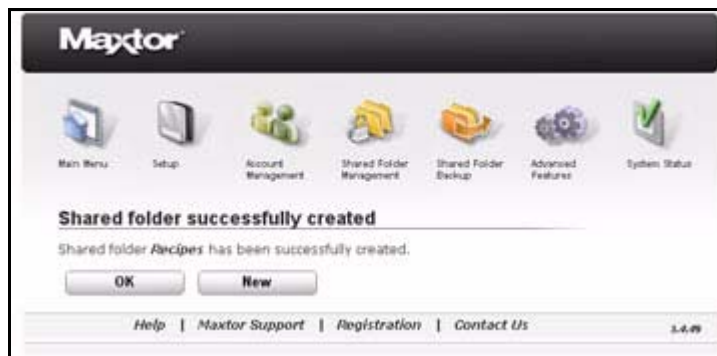 Maxtor
Main Menu Setup Account Management Shared Folder Management Shared Folder Backup Advanced Features System Status
Shared folder successfully created
Shared folder Recipes has been successfully created.
OK New
Help | Maxtor Support | Registration | Contact Us